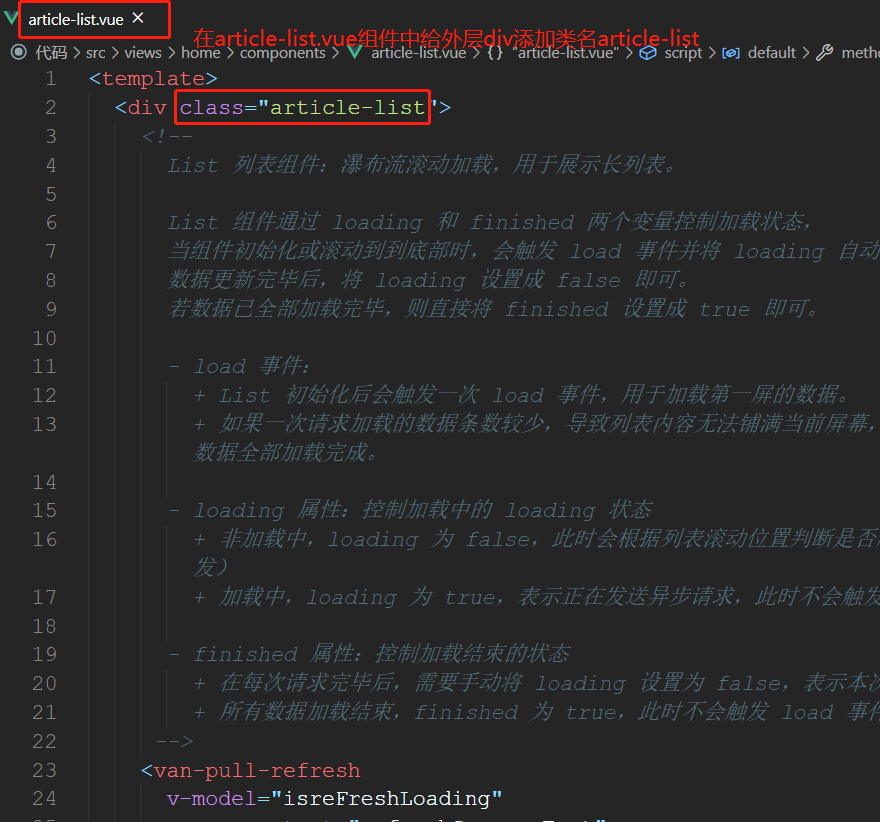 article-list.vue ×
在article-list.vue组件中给外层div添加类名article-list
代码 > src > views > home > components > article-list.vue > {} "article-list.vue" > script > default > meth
1 <template>
2 <div class="article-list">
3 <!--
4 List 列表组件：瀑布流滚动加载，用于展示长列表。
5
6 List 组件通过 loading 和 finished 两个变量控制加载状态，
7 当组件初始化或滚动到到底部时，会触发 load 事件并将 loading 自动
8 数据更新完毕后，将 loading 设置成 false 即可。
9 若数据已全部加载完毕，则直接将 finished 设置成 true 即可。
10
11 - load 事件：
12 + List 初始化后会触发一次 load 事件，用于加载第一屏的数据。
13 + 如果一次请求加载的数据条数较少，导致列表内容无法铺满当前屏幕，
数据全部加载完成。
14
15 - loading 属性：控制加载中的 loading 状态
16 + 非加载中，loading 为 false，此时会根据列表滚动位置判断是否
发）
17 + 加载中，loading 为 true，表示正在发送异步请求，此时不会触发
18
19 - finished 属性：控制加载结束的状态
20 + 在每次请求完毕后，需要手动将 loading 设置为 false，表示本次
21 + 所有数据加载结束，finished 为 true，此时不会触发 load 事件
22 -->
23 <van-pull-refresh
24 v-model="isreFreshLoading"